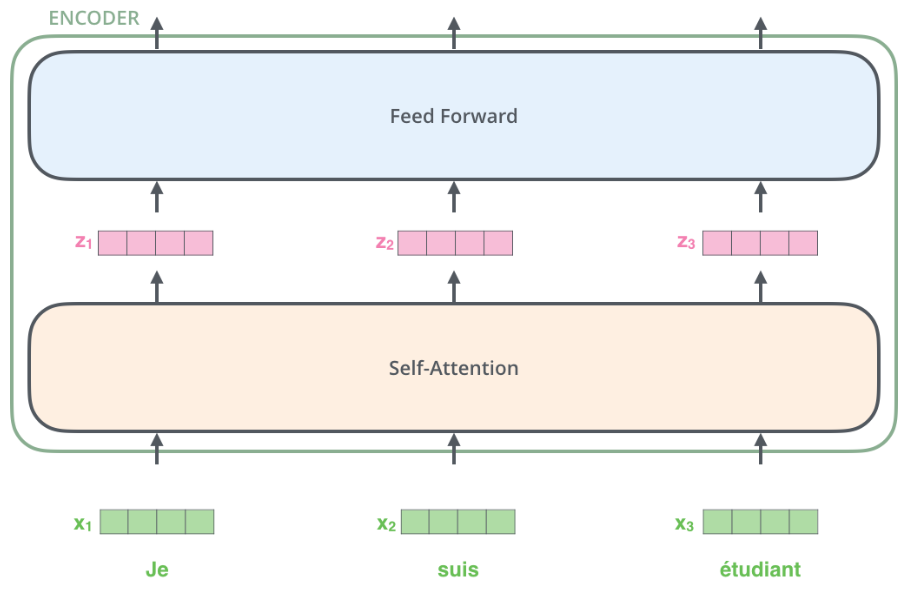 ENCODER
Feed Forward
z₁ z₂ z₃
Self-Attention
x₁ x₂ x₃
Je suis étudiant